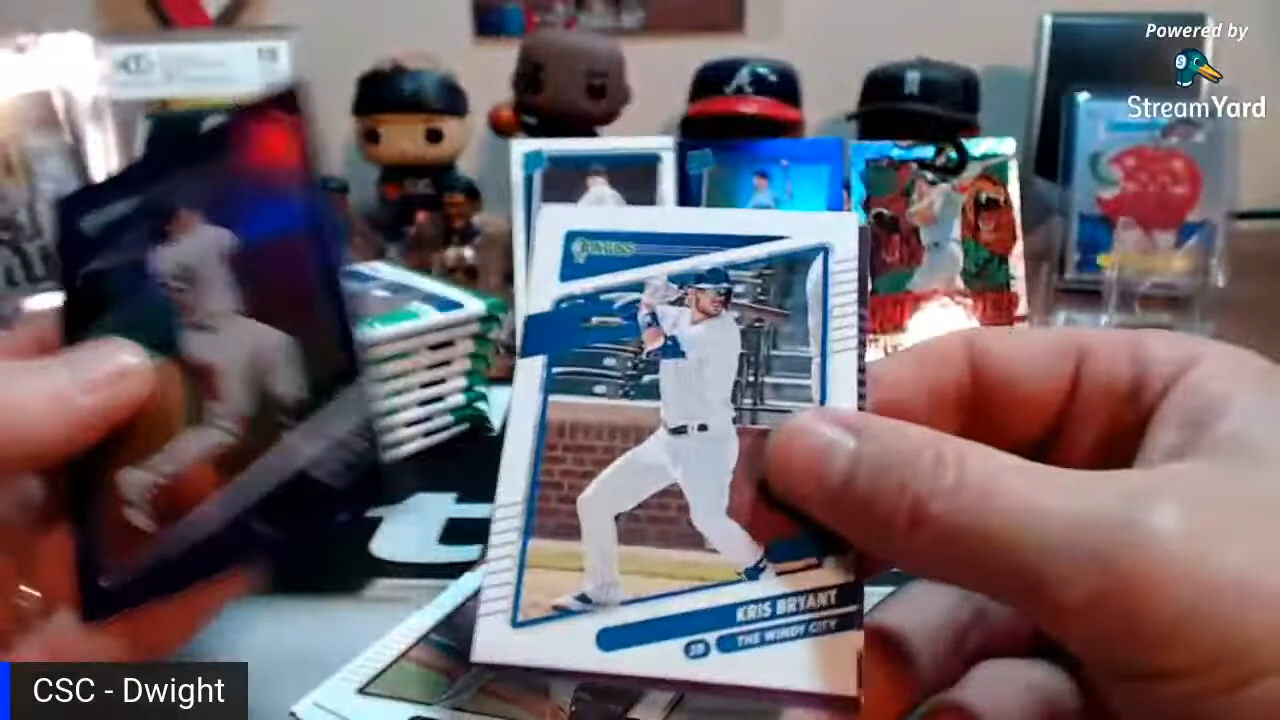 Powered by
StreamYard
DONRUSS
KRIS BRYANT
3B
THE WINDY CITY
t
CSC - Dwight